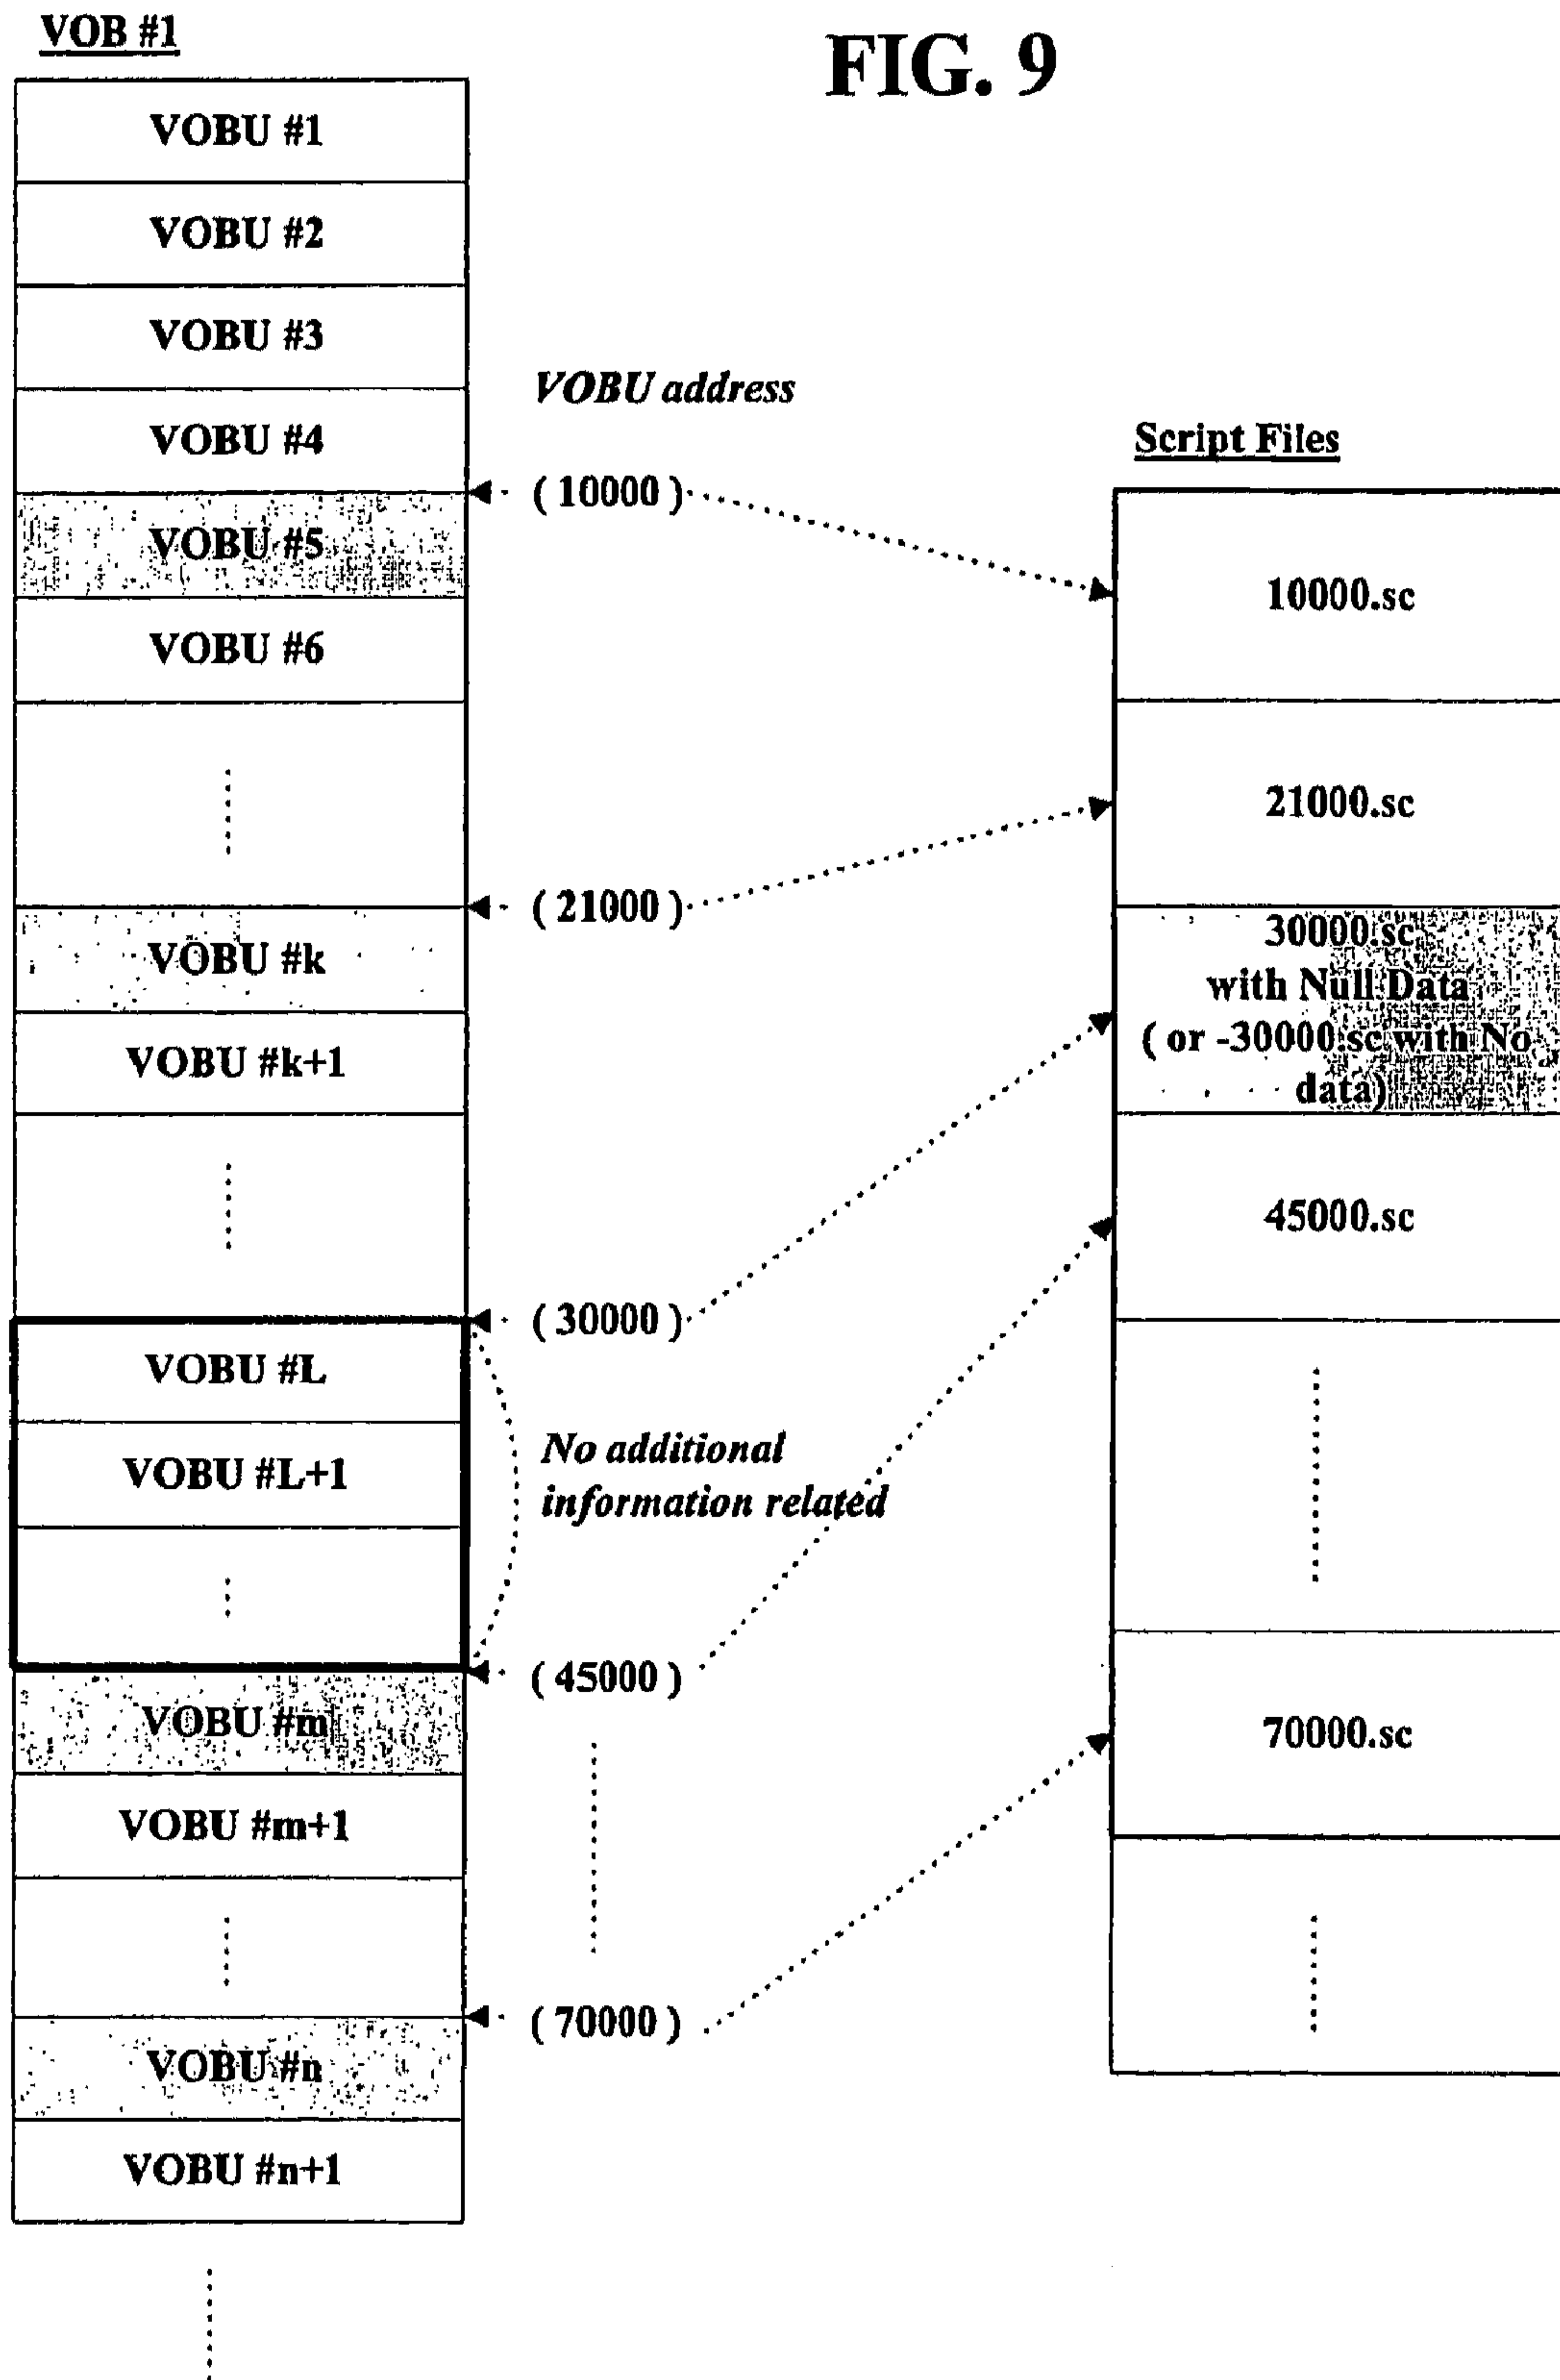 FIG. 9
VOB #1
VOBU #1
VOBU #2
VOBU #3
VOBU #4
VOBU #5
VOBU #6
VOBU #k
VOBU #k+1
VOBU #L
VOBU #L+1
VOBU #m
VOBU #m+1
VOBU #n
VOBU #n+1
VOBU address
( 10000 )
( 21000 )
( 30000 )
No additional
information related
( 45000 )
( 70000 )
Script Files
10000.sc
21000.sc
30000.sc
with Null Data
( or -30000.sc with No
data)
45000.sc
70000.sc